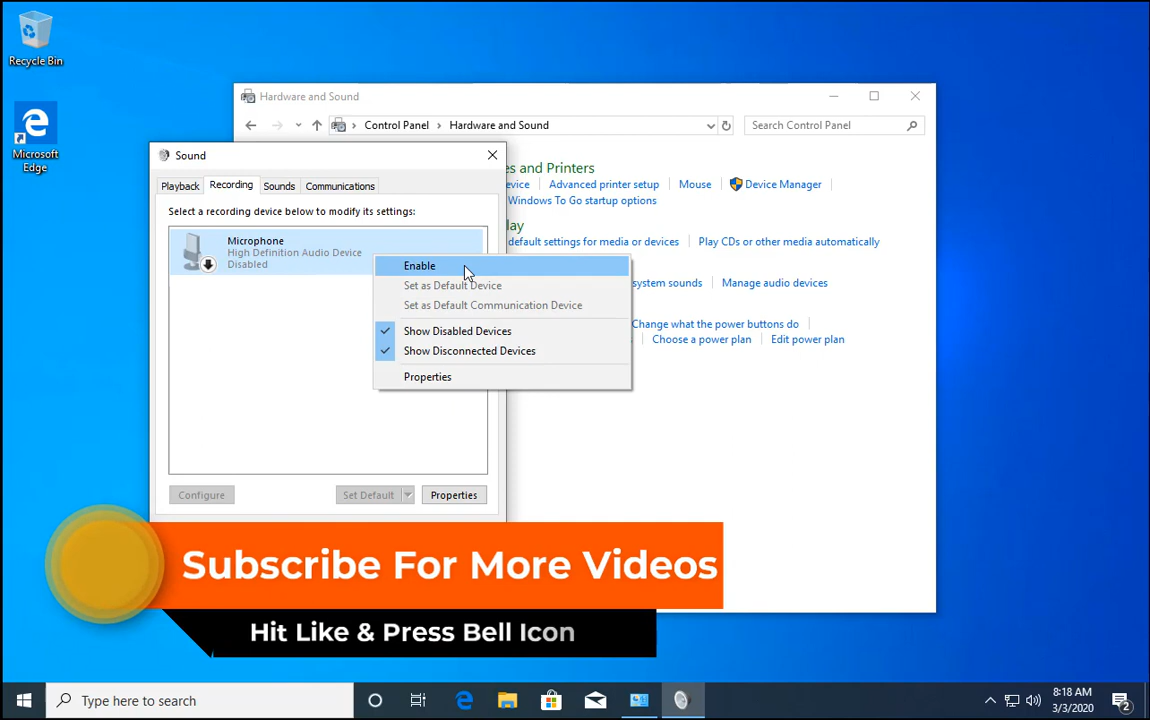 Recycle Bin
Microsoft
Edge
Hardware and Sound
Control Panel > Hardware and Sound
Search Control Panel
Sound
Playback Recording Sounds Communications
Select a recording device below to modify its settings:
Microphone
High Definition Audio Device
Disabled
Enable
Set as Default Device
Set as Default Communication Device
Show Disabled Devices
Show Disconnected Devices
Properties
Configure Set Default Properties
es and Printers
evice Advanced printer setup Mouse Device Manager
Windows To Go startup options
lay
default settings for media or devices Play CDs or other media automatically
system sounds Manage audio devices
Change what the power buttons do
Choose a power plan Edit power plan
Subscribe For More Videos
Hit Like & Press Bell Icon
Type here to search
8:18 AM
3/3/2020
2